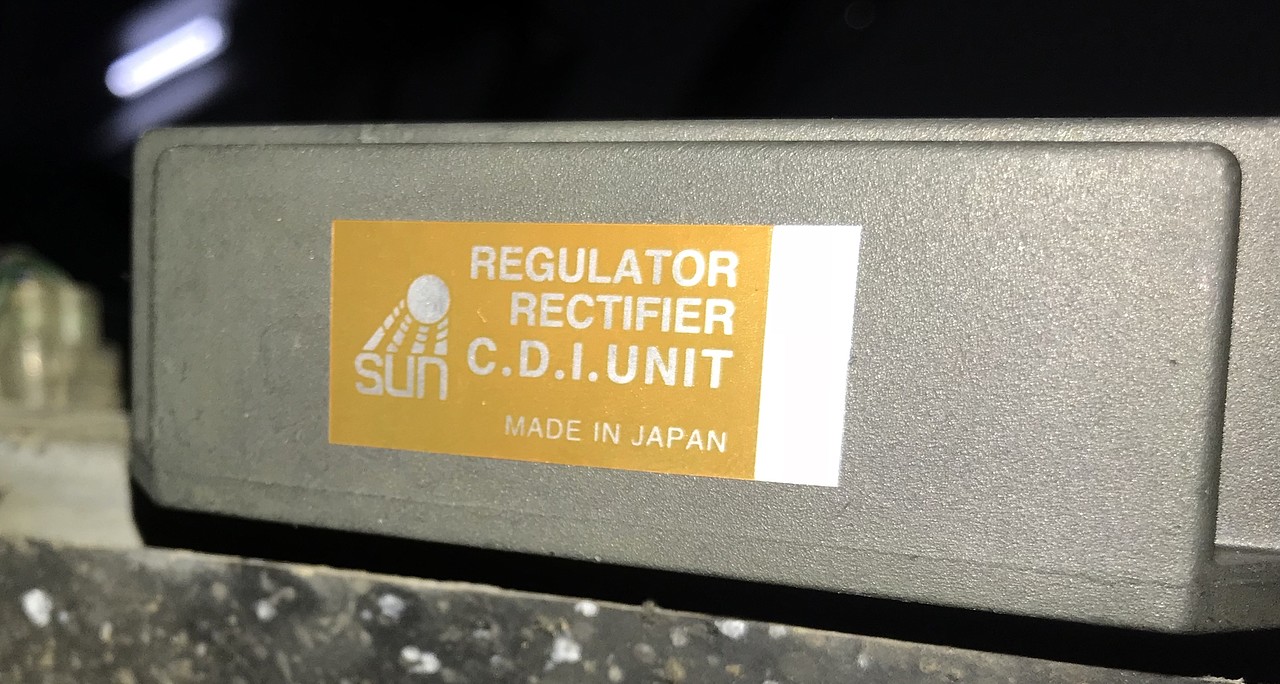 REGULATOR
RECTIFIER
C.D.I.UNIT
sun
MADE IN JAPAN